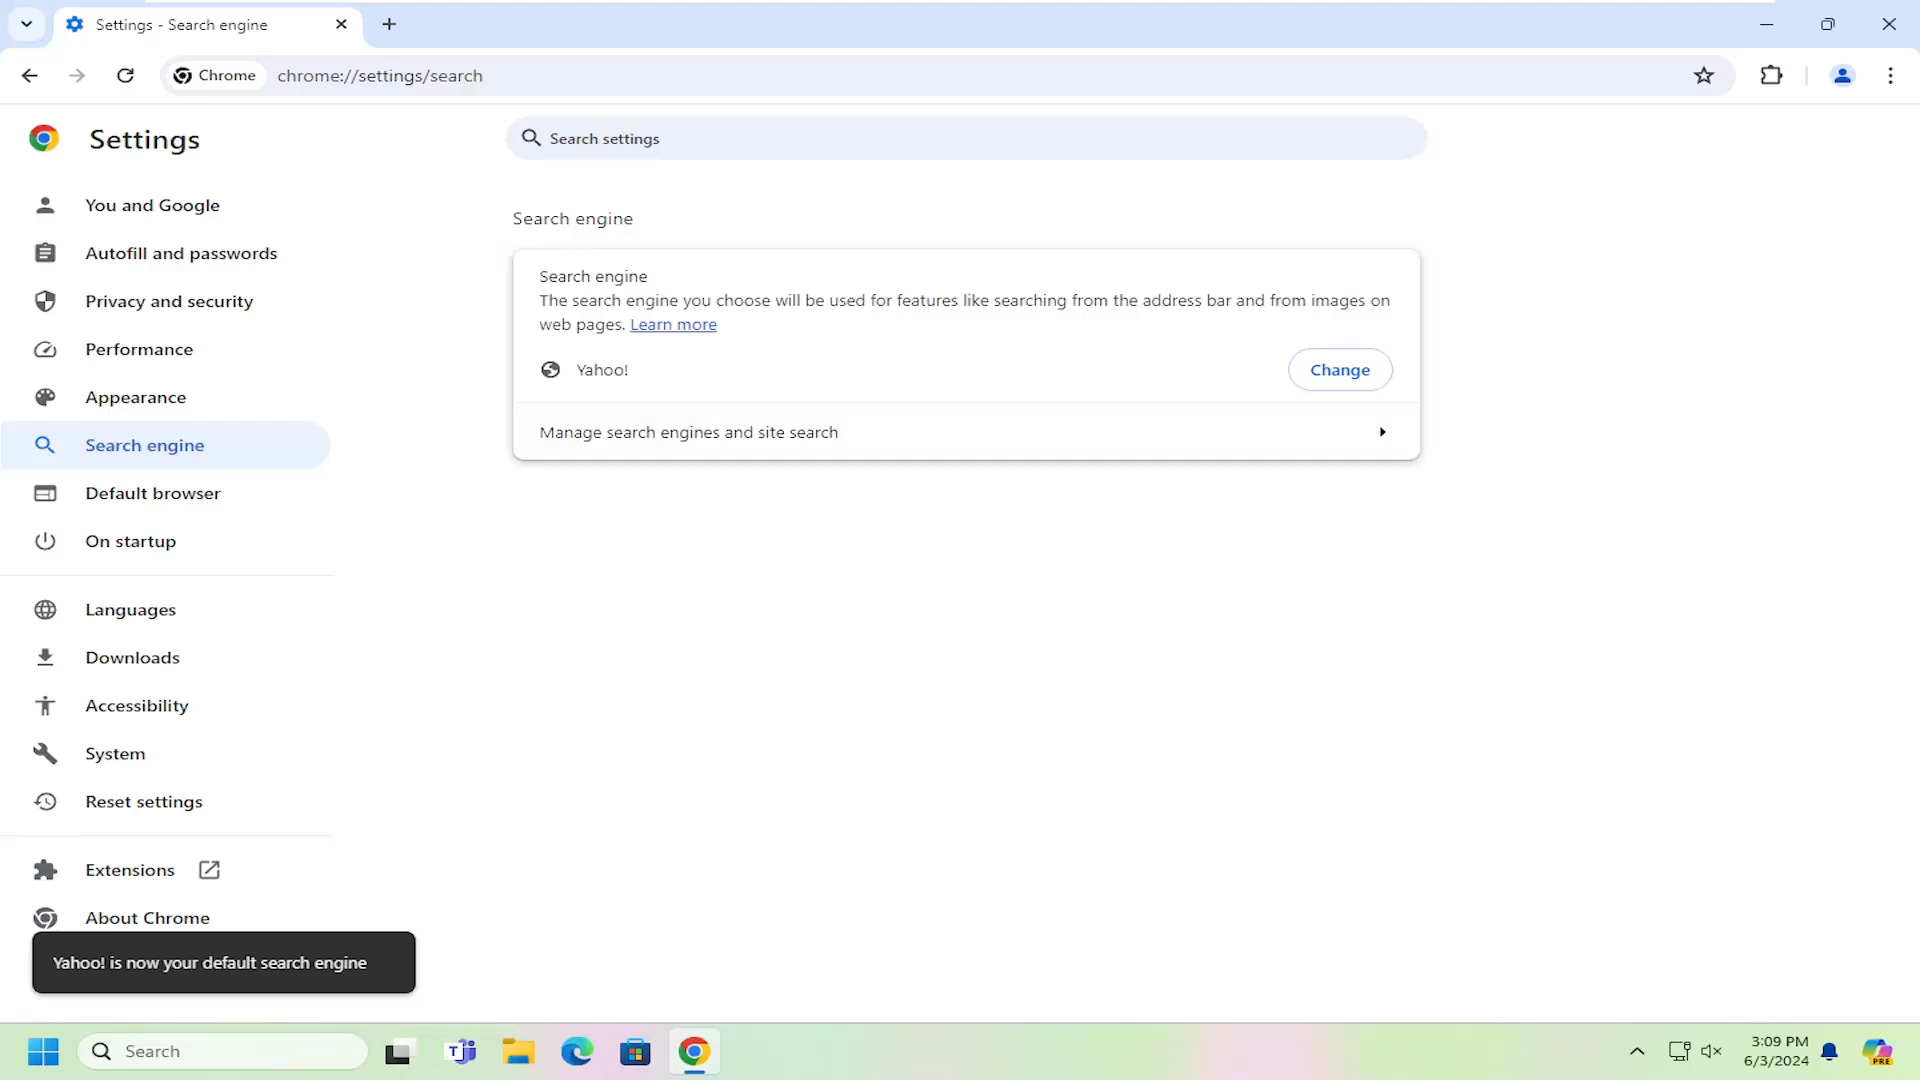 Settings - Search engine
Chrome
chrome://settings/search
Settings
Search settings
You and Google
Autofill and passwords
Privacy and security
Performance
Appearance
Search engine
Default browser
On startup
Languages
Downloads
Accessibility
System
Reset settings
Extensions
About Chrome
Search engine
Search engine
The search engine you choose will be used for features like searching from the address bar and from images on
web pages. Learn more
Yahoo!
Change
Manage search engines and site search
Yahoo! is now your default search engine
Search
T
3:09 PM
6/3/2024
PRE